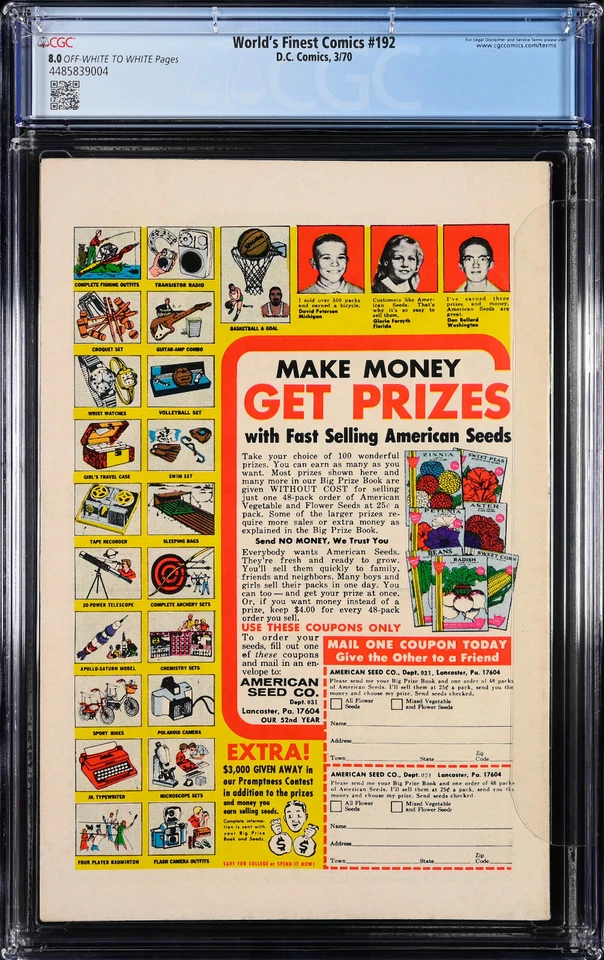 CGC
World's Finest Comics #192
D.C. Comics, 3/70
For Legal Disclaimer and Service Terms please visit
www.cgccomics.com/terms
8.0 OFF-WHITE TO WHITE Pages
4485839004
CGC
COMPLETE FISHING OUTFITS
TRANSISTOR RADIO
BASKETBALL & GOAL
I sold over 500 packs
and earned a bicycle.
David Peterson
Michigan
Customers like Amer-
ican Seeds. That's
why it's so easy to
sell them.
Gloria Forsyth
Florida
I've earned three
prizes and money.
American Seeds are
great.
Dan Bullard
Washington
CROQUET SET
GUITAR-AMP COMBO
WRIST WATCHES
VOLLEYBALL SET
GIRL'S TRAVEL CASE
SWIM SET
TAPE RECORDER
SLEEPING BAGS
30-POWER TELESCOPE
COMPLETE ARCHERY SETS
APOLLO-SATURN MODEL
CHEMISTRY SETS
SPORT BIKES
POLAROID CAMERA
JR. TYPEWRITER
MICROSCOPE SETS
FOUR PLAYER BADMINTON
FLASH CAMERA OUTFITS
MAKE MONEY
GET PRIZES
with Fast Selling American Seeds
Take your choice of 100 wonderful
prizes. You can earn as many as you
want. Most prizes shown here and
many more in our Big Prize Book are
given WITHOUT COST for selling
just one 48-pack order of American
Vegetable and Flower Seeds at 25¢ a
pack. Some of the larger prizes re-
quire more sales or extra money as
explained in the Big Prize Book.
Send NO MONEY, We Trust You
Everybody wants American Seeds.
They're fresh and ready to grow.
You'll sell them quickly to family,
friends and neighbors. Many boys and
girls sell their packs in one day. You
can too — and get your prize at once.
Or, if you want money instead of a
prize, keep $4.00 for every 48-pack
order you sell.
ZINNIA
SWEET PEAS
PETUNIA
ASTER
BEANS
RADISH
SWEET CORN
USE THESE COUPONS ONLY
To order your
seeds, fill out one
of these coupons
and mail in an en-
velope to:
AMERICAN
SEED CO.
Dept. 031
Lancaster, Pa. 17604
OUR 52nd YEAR
EXTRA!
$3,000 GIVEN AWAY in
our Promptness Contest
in addition to the prizes
and money you
earn selling seeds.
Complete informa-
tion is sent with
your Big Prize
Book and Seeds.
$ $
SAVE FOR COLLEGE or SPEND IT NOW!
MAIL ONE COUPON TODAY
Give the Other to a Friend
AMERICAN SEED CO., Dept. 031, Lancaster, Pa. 17604
Please send me your Big Prize Book and one order of 48 packs
of American Seeds. I'll sell them at 25¢ a pack, send you the
money and choose my prize. Send seeds checked.
All Flower
Seeds
Mixed Vegetable
and Flower Seeds
Name
Address
Town State Zip Code
AMERICAN SEED CO., Dept. 031 Lancaster, Pa. 17604
Please send me your Big Prize Book and one order of 48 packs
of American Seeds. I'll sell them at 25¢ a pack, send you the
money and choose my prize. Send seeds checked.
All Flower
Seeds
Mixed Vegetable
and Flower Seeds
Name
Address
Town State Zip Code